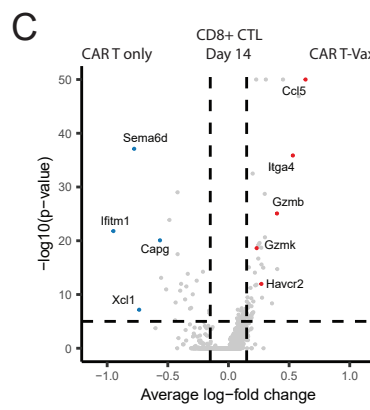 C
CD8+ CTL
CAR T only Day 14 CAR T-Vax
50
Ccl5
40
Sema6d
Itga4
30
Gzmb
Ifitm1
20
Capg
Gzmk
Havcr2
10
Xcl1
0
-log10(p-value)
−1.0 −0.5 0.0 0.5 1
Average log-fold change